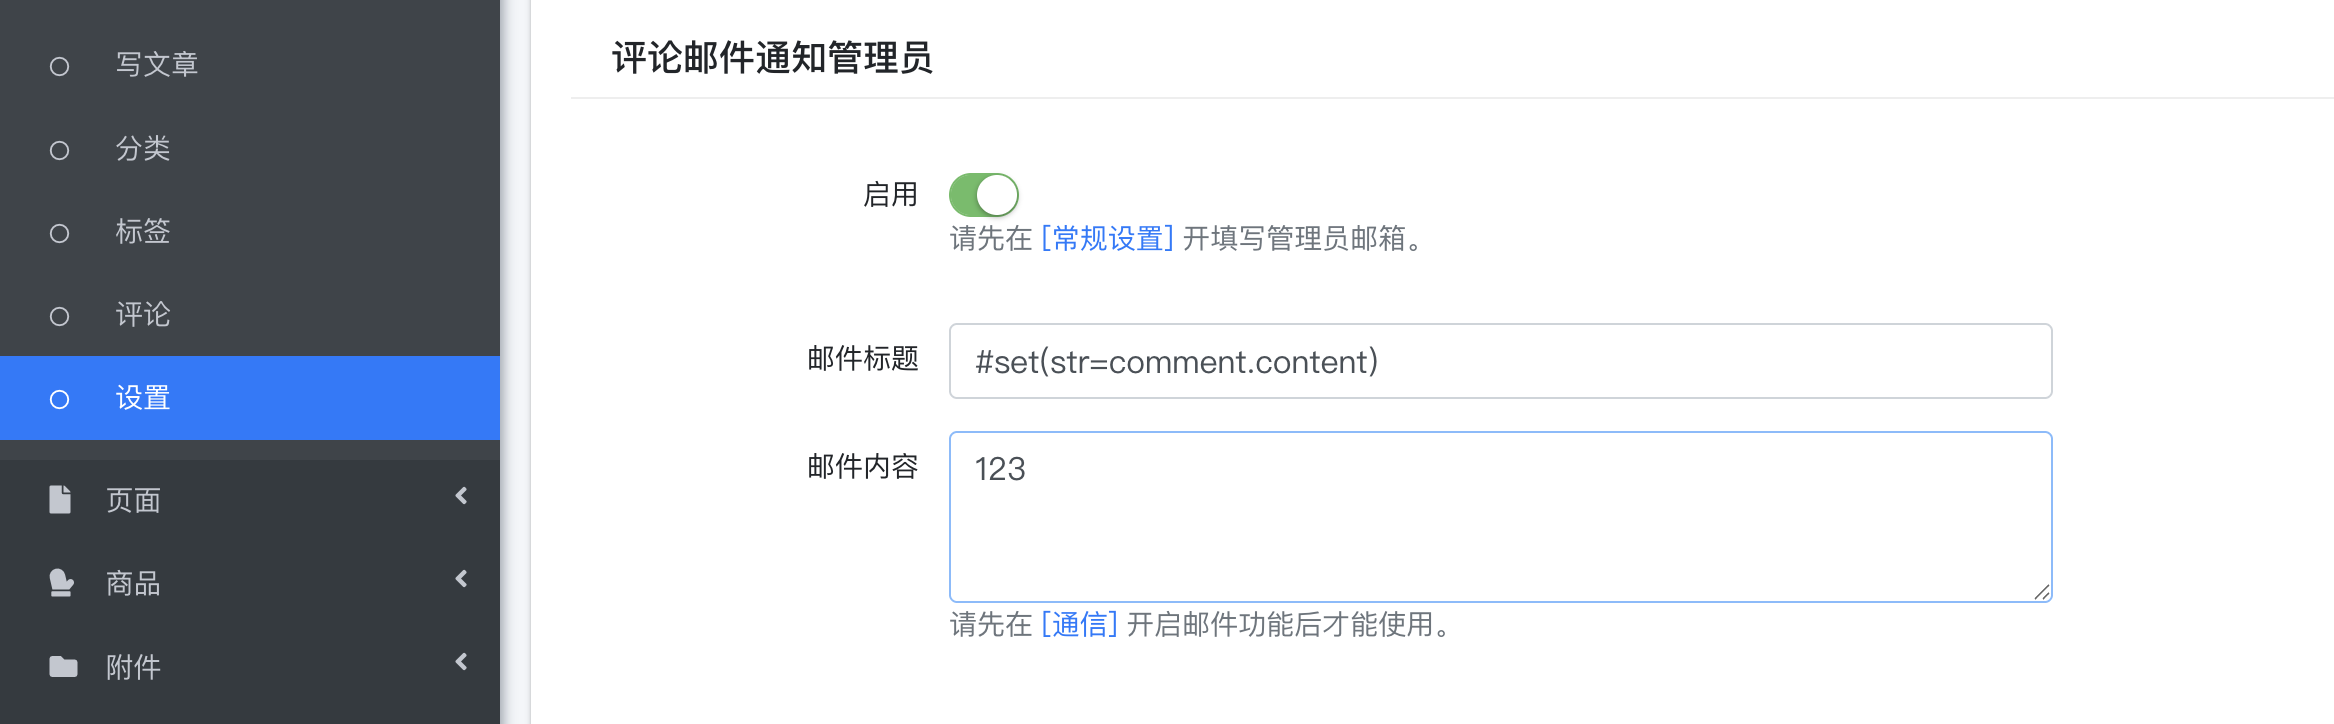 写文章
分类
标签
评论
设置
页面
商品
附件
评论邮件通知管理员
启用
请先在 [常规设置] 开填写管理员邮箱。
邮件标题
#set(str=comment.content)
邮件内容
123
请先在 [通信] 开启邮件功能后才能使用。